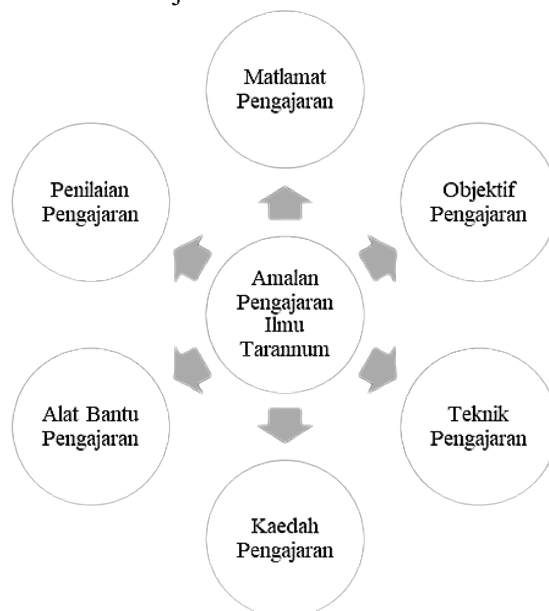 Matlamat
Pengajaran
Penilaian
Pengajaran
Objektif
Pengajaran
Amalan
Pengajaran
Ilmu
Tarannum
Alat Bantu
Pengajaran
Teknik
Pengajaran
Kaedah
Pengajaran